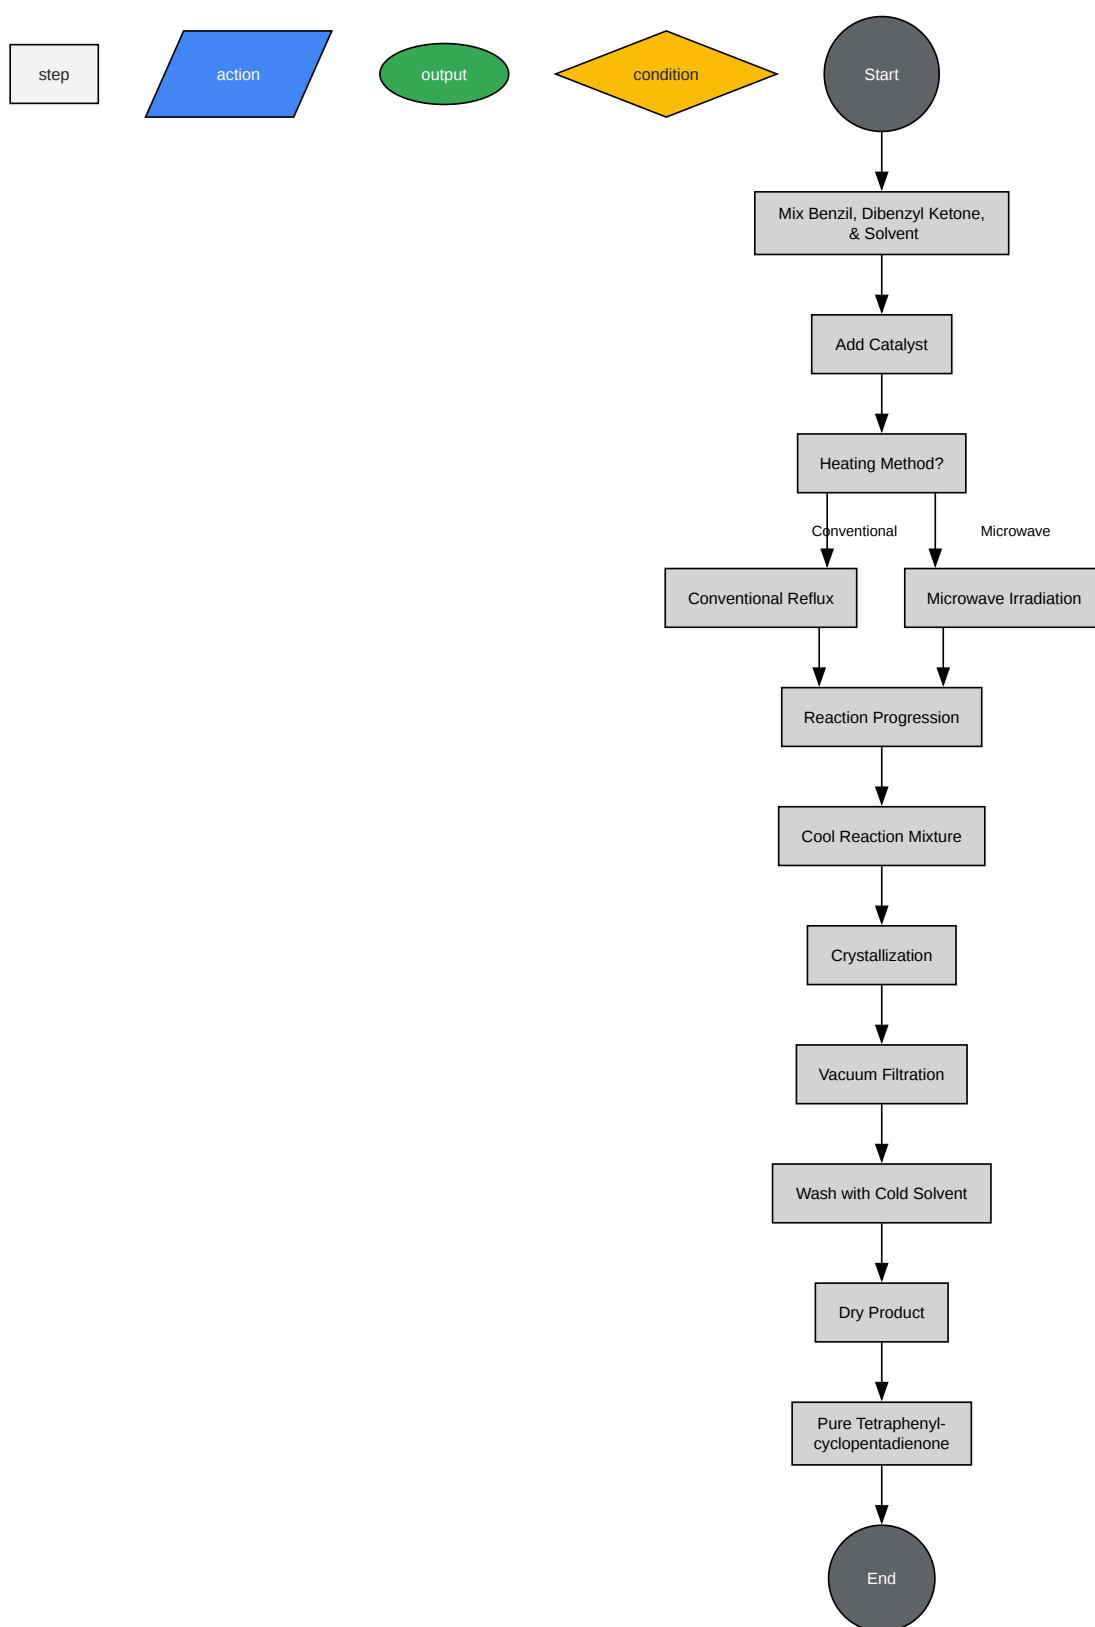 step
action
output
condition
Start
Mix Benzil, Dibenzyl Ketone,
& Solvent
Add Catalyst
Heating Method?
Conventional
Microwave
Conventional Reflux
Microwave Irradiation
Reaction Progression
Cool Reaction Mixture
Crystallization
Vacuum Filtration
Wash with Cold Solvent
Dry Product
Pure Tetraphenyl-
cyclopentadienone
End